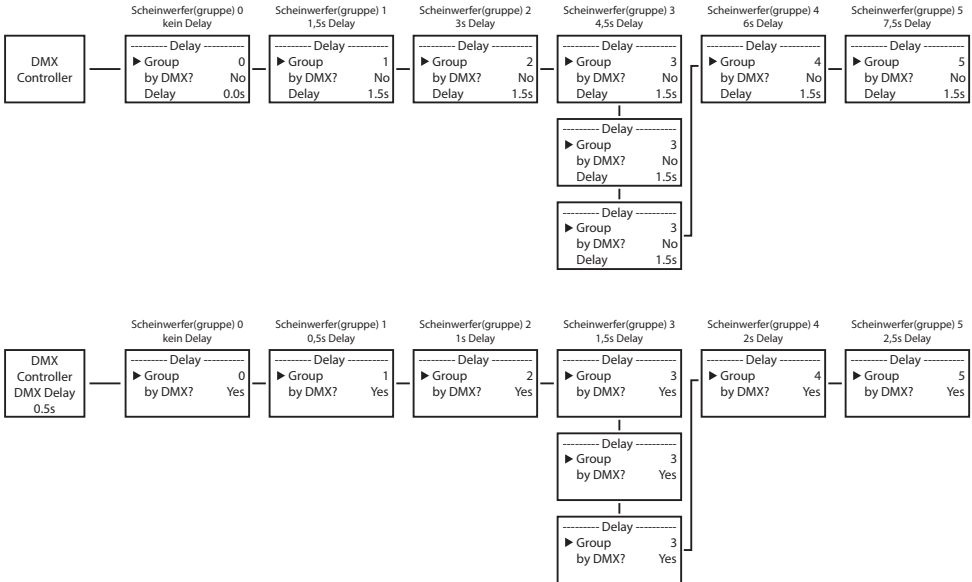 Scheinwerfer(gruppe) 0
kein Delay
Scheinwerfer(gruppe) 1
1,5s Delay
Scheinwerfer(gruppe) 2
3s Delay
Scheinwerfer(gruppe) 3
4,5s Delay
Scheinwerfer(gruppe) 4
6s Delay
Scheinwerfer(gruppe) 5
7,5s Delay
DMX
Controller
--------- Delay ----------
▶ Group 0
by DMX? No
Delay 0.0s
--------- Delay ----------
▶ Group 1
by DMX? No
Delay 1.5s
--------- Delay ----------
▶ Group 2
by DMX? No
Delay 1.5s
--------- Delay ----------
▶ Group 3
by DMX? No
Delay 1.5s
--------- Delay ----------
▶ Group 4
by DMX? No
Delay 1.5s
--------- Delay ----------
▶ Group 5
by DMX? No
Delay 1.5s
--------- Delay ----------
▶ Group 3
by DMX? No
Delay 1.5s
--------- Delay ----------
▶ Group 3
by DMX? No
Delay 1.5s
Scheinwerfer(gruppe) 0
kein Delay
Scheinwerfer(gruppe) 1
0,5s Delay
Scheinwerfer(gruppe) 2
1s Delay
Scheinwerfer(gruppe) 3
1,5s Delay
Scheinwerfer(gruppe) 4
2s Delay
Scheinwerfer(gruppe) 5
2,5s Delay
DMX
Controller
DMX Delay
0.5s
--------- Delay ----------
▶ Group 0
by DMX? Yes
--------- Delay ----------
▶ Group 1
by DMX? Yes
--------- Delay ----------
▶ Group 2
by DMX? Yes
--------- Delay ----------
▶ Group 3
by DMX? Yes
--------- Delay ----------
▶ Group 4
by DMX? Yes
--------- Delay ----------
▶ Group 5
by DMX? Yes
--------- Delay ----------
▶ Group 3
by DMX? Yes
--------- Delay ----------
▶ Group 3
by DMX? Yes